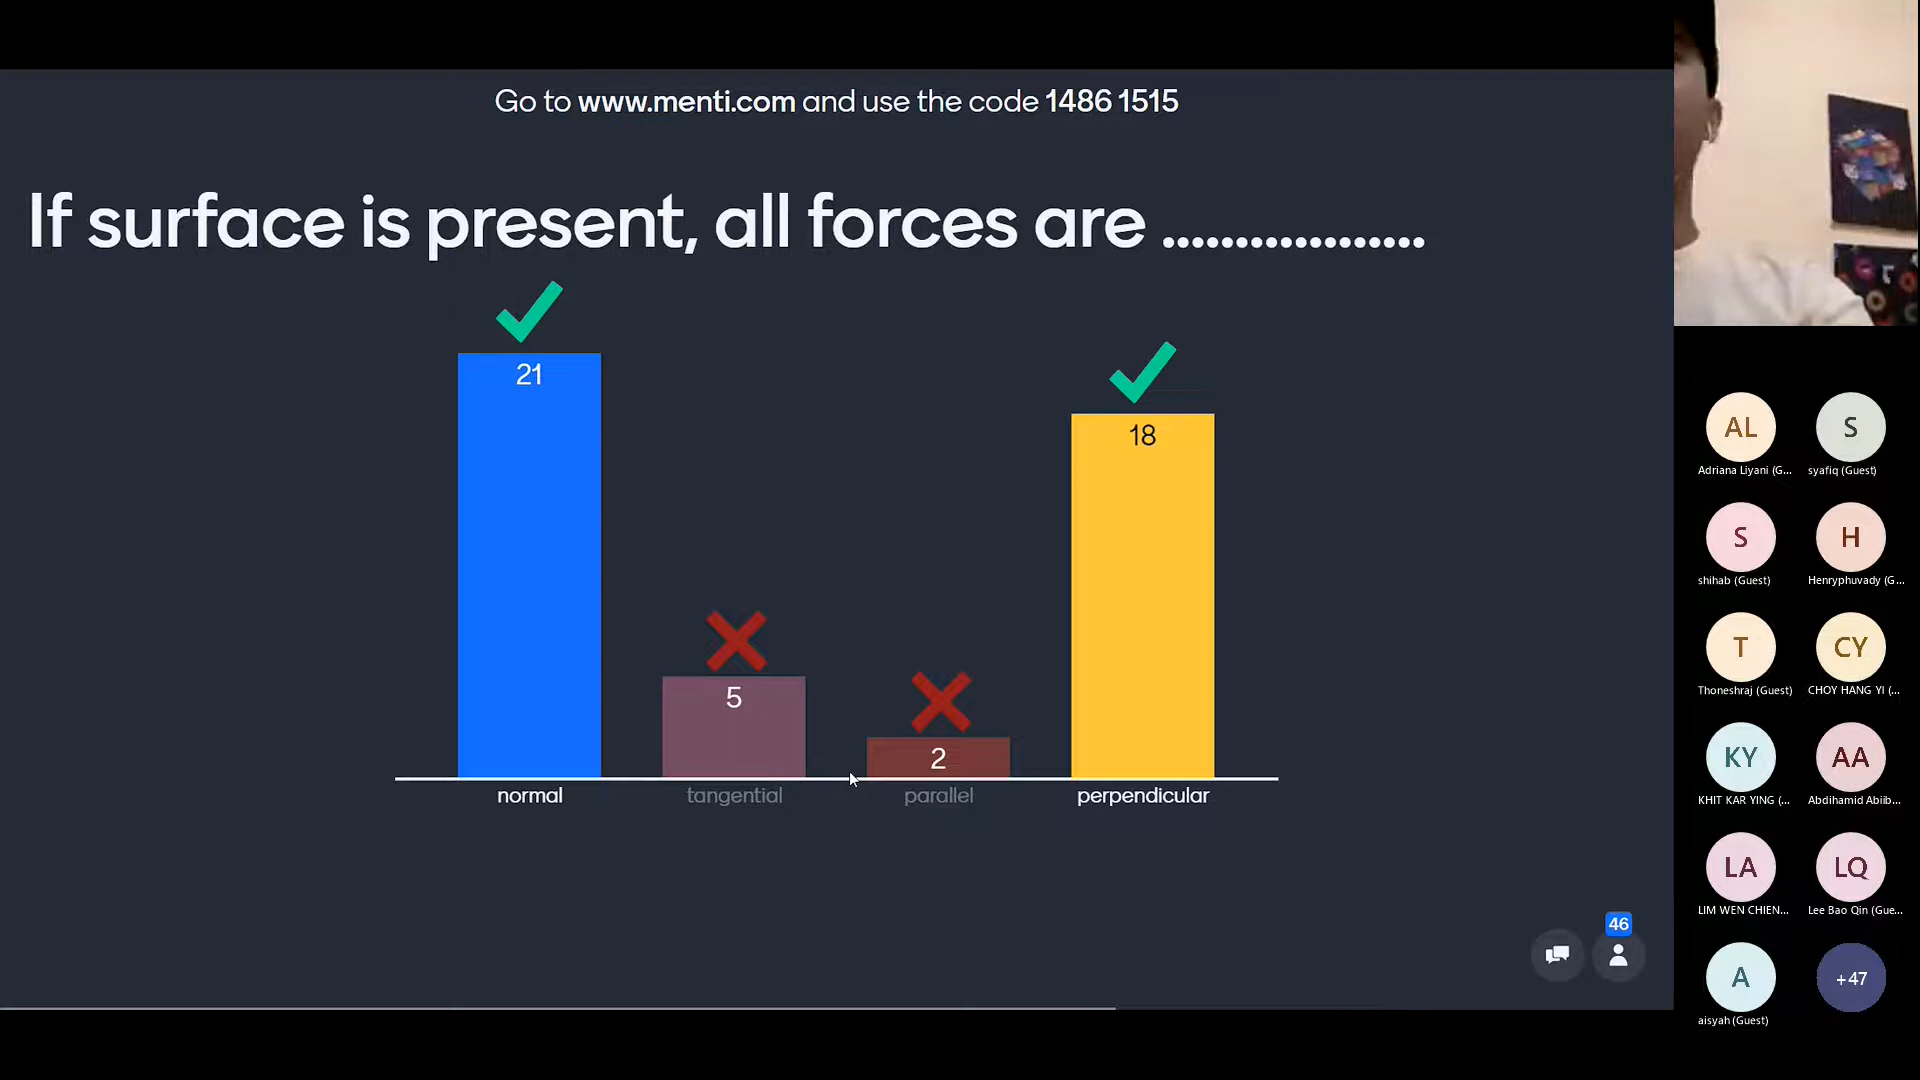 Go to www.menti.com and use the code 1486 1515
If surface is present, all forces are ..................
21
5
2
18
normal
tangential
parallel
perpendicular
46
AL
Adriana Liyani (G...
S
syafiq (Guest)
S
shihab (Guest)
H
Henryphuvady (G...
T
Thoneshraj (Guest)
CY
CHOY HANG YI (...
KY
KHIT KAR YING (...
AA
Abdihamid Abiib...
LA
LIM WEN CHIEN...
LQ
Lee Bao Qin (Gue...
A
aisyah (Guest)
+47